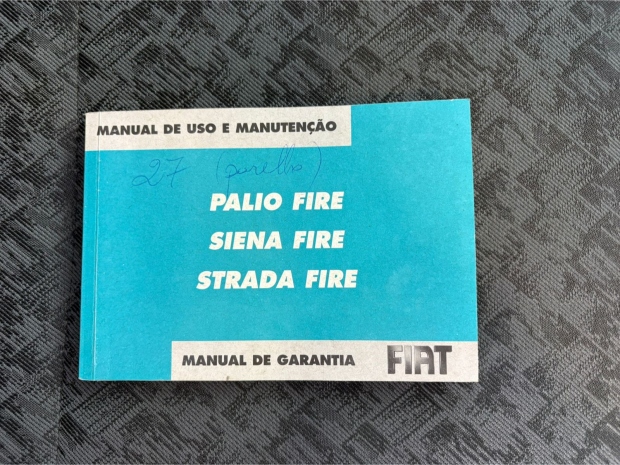 MANUAL DE USO E MANUTENÇÃO
27
PALIO FIRE
SIENA FIRE
STRADA FIRE
MANUAL DE GARANTIA FIAT